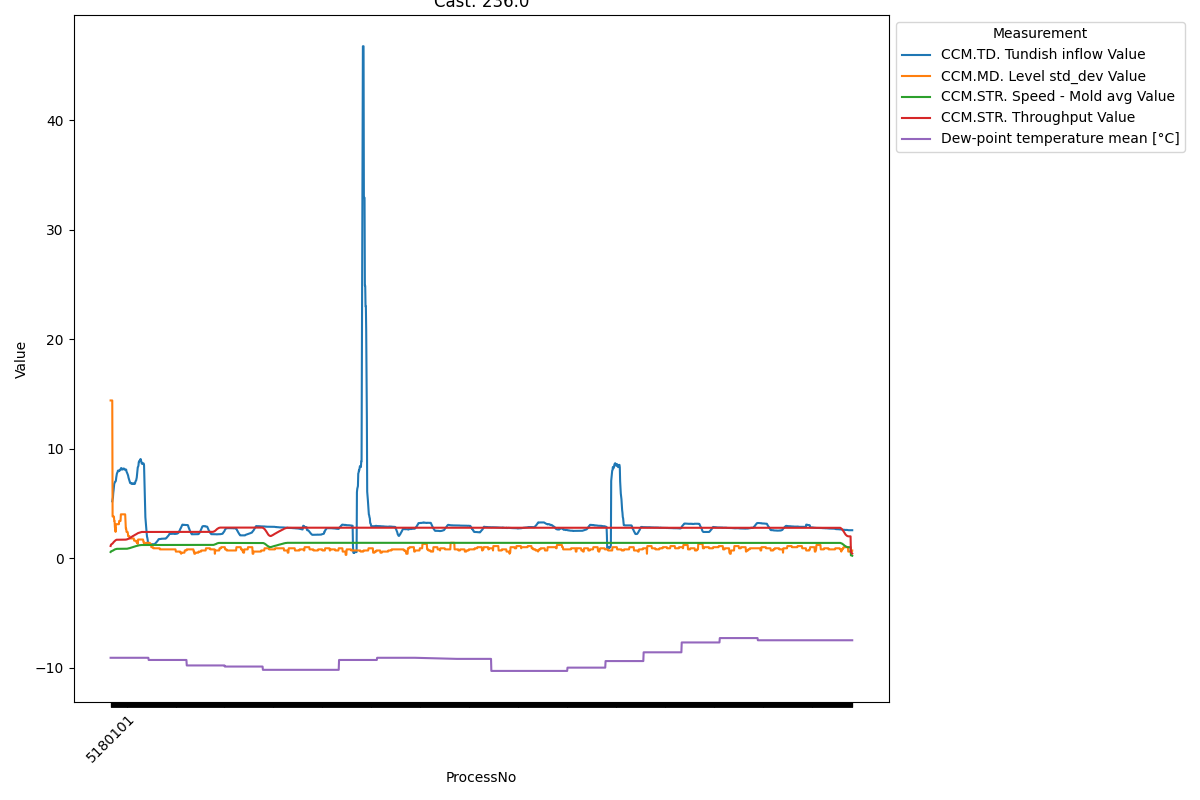 Cast: 236.0
Measurement
CCM.TD. Tundish inflow Value
CCM.MD. Level std_dev Value
CCM.STR. Speed - Mold avg Value
CCM.STR. Throughput Value
Dew-point temperature mean [°C]
Value
40
30
20
10
0
−10
5180101
ProcessNo